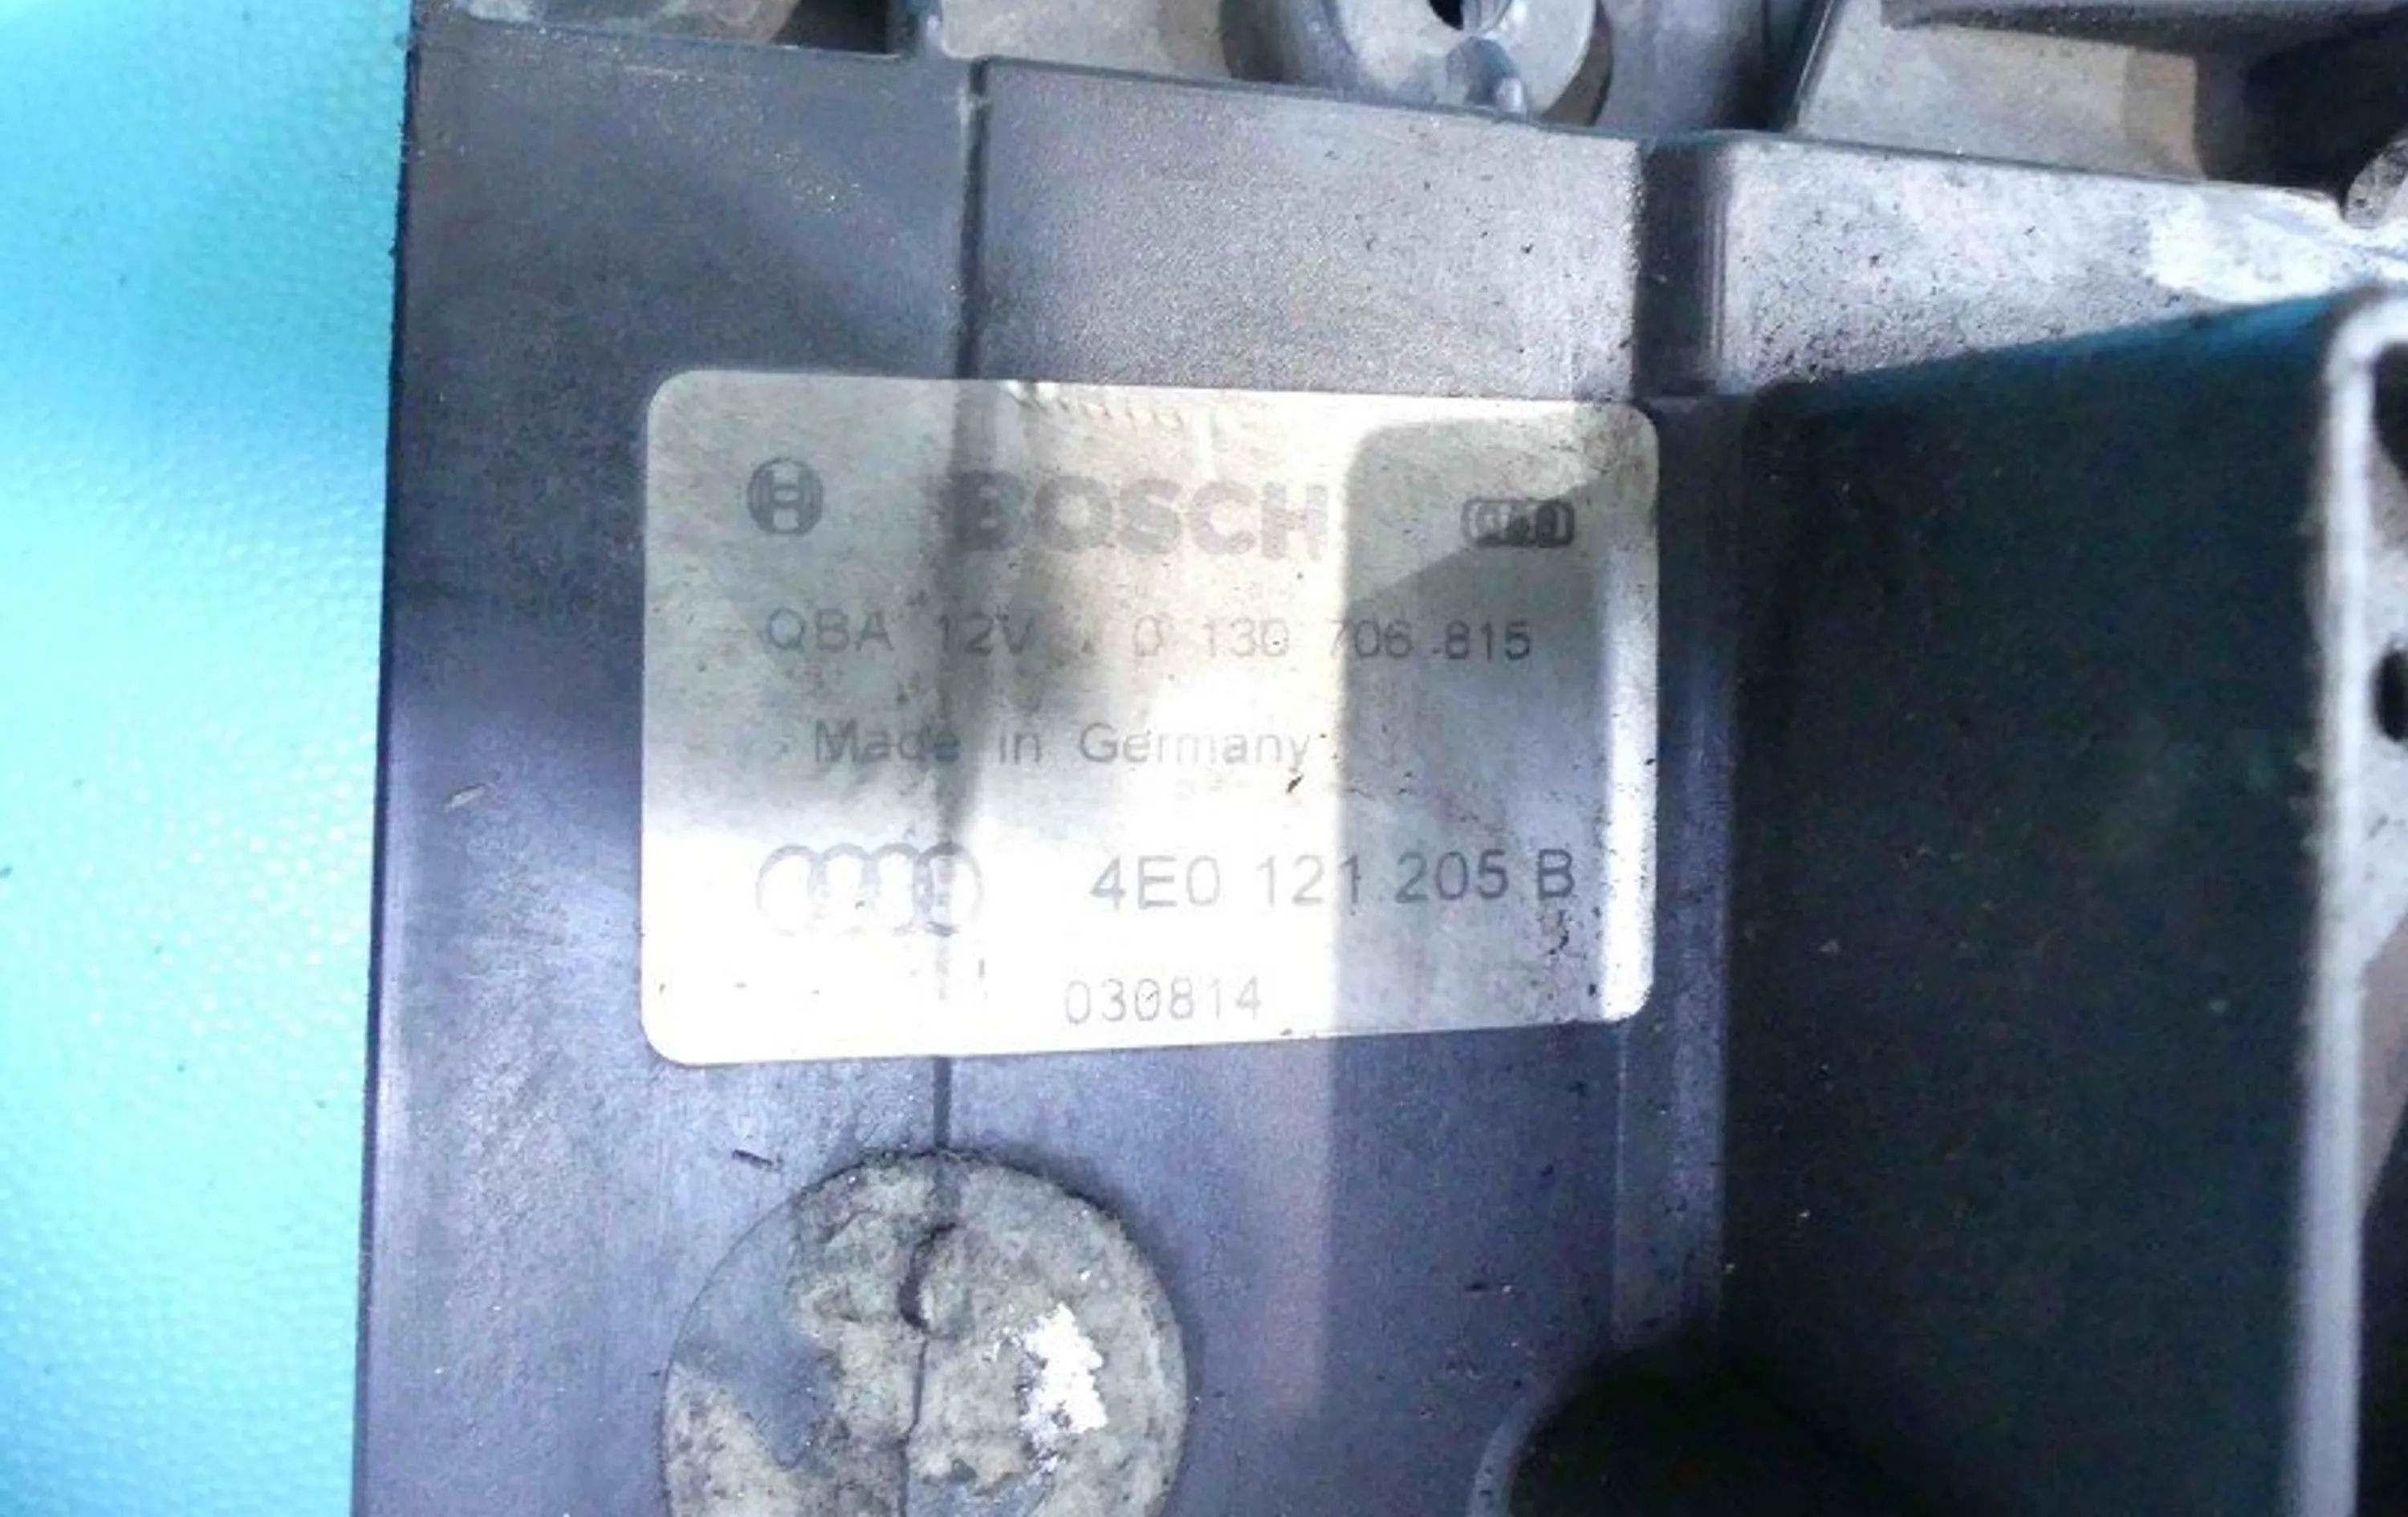 BOSCH
QBA 12V 0 130 706 815
Made in Germany
4E0 121 205 B
030814